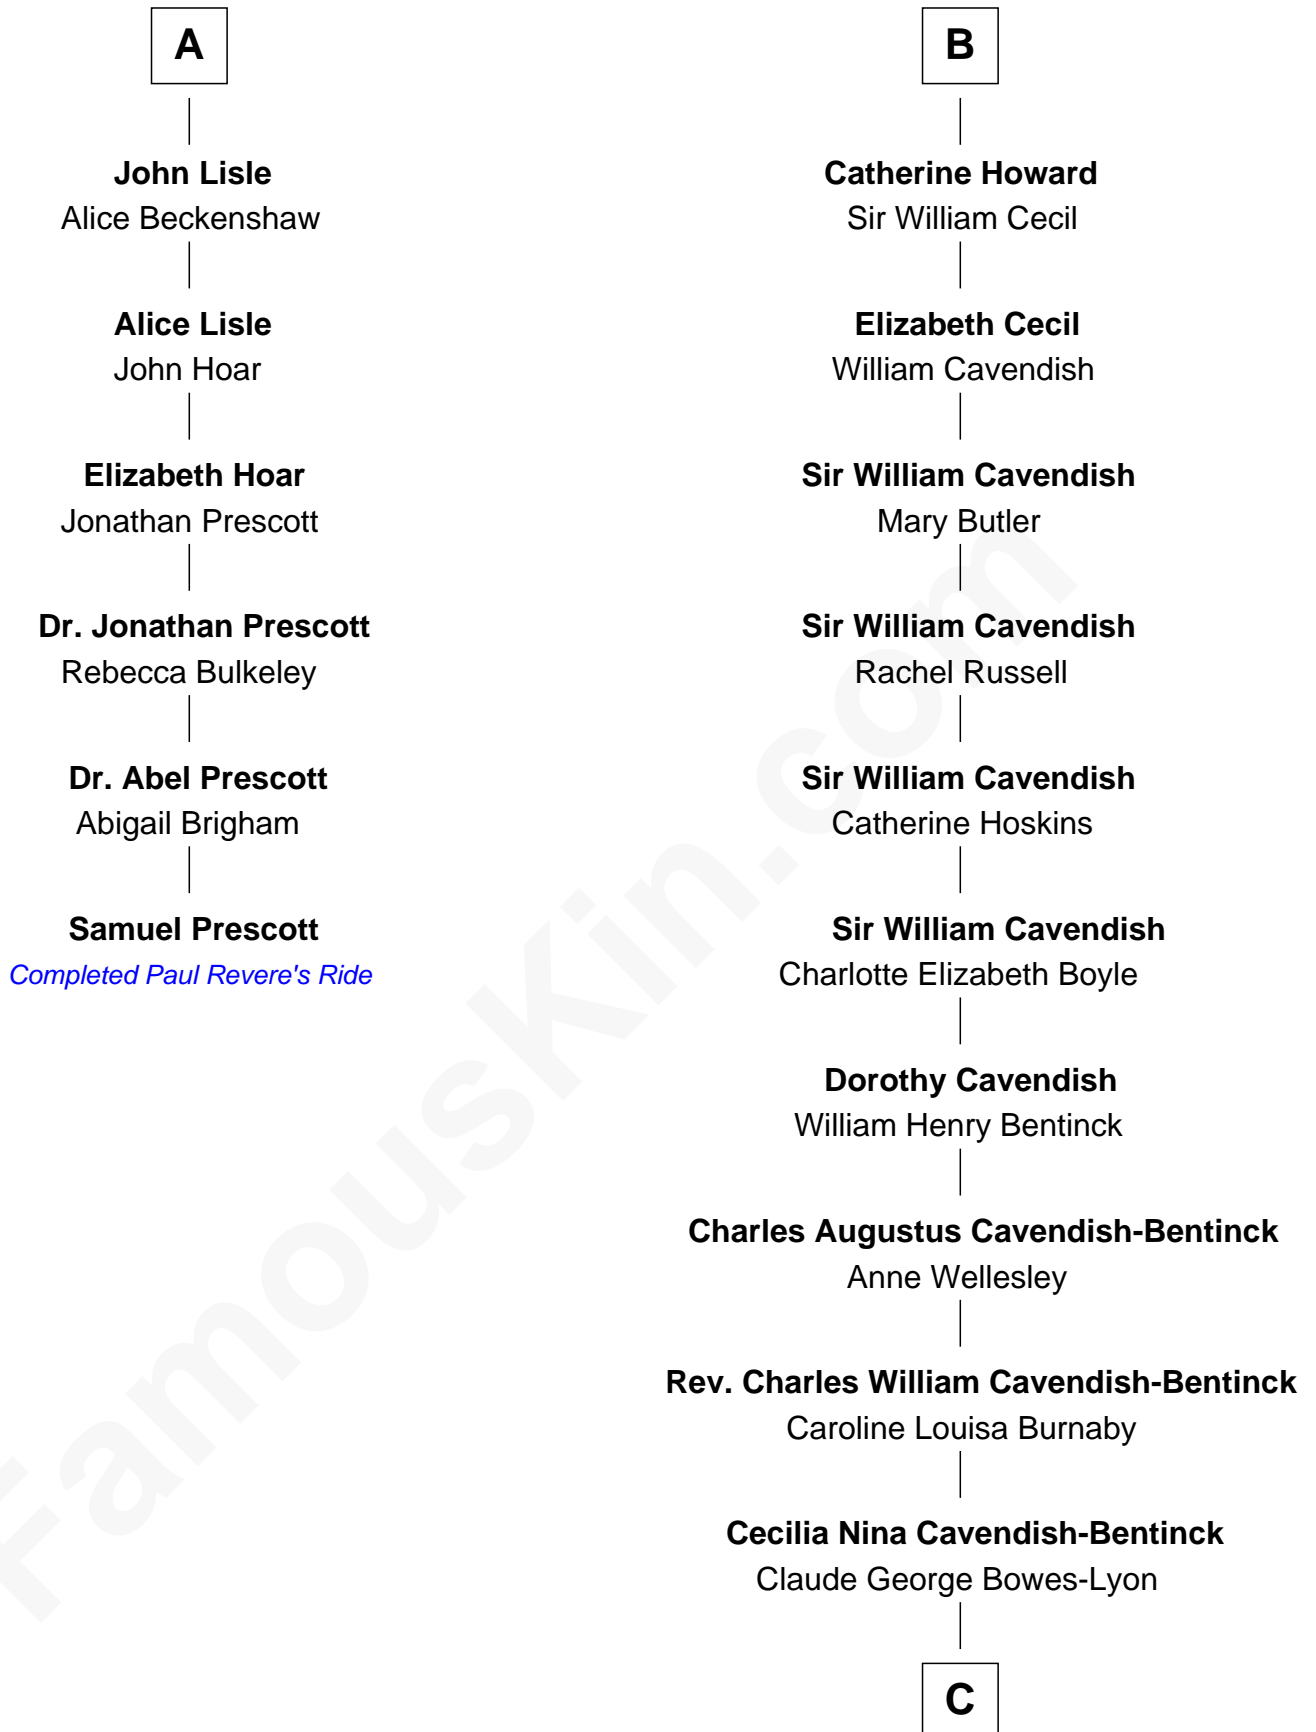 A
John Lisle
Alice Beckenshaw
Alice Lisle
John Hoar
Elizabeth Hoar
Jonathan Prescott
Dr. Jonathan Prescott
Rebecca Bulkeley
Dr. Abel Prescott
Abigail Brigham
Samuel Prescott
Completed Paul Revere's Ride
B
Catherine Howard
Sir William Cecil
Elizabeth Cecil
William Cavendish
Sir William Cavendish
Mary Butler
Sir William Cavendish
Rachel Russell
Sir William Cavendish
Catherine Hoskins
Sir William Cavendish
Charlotte Elizabeth Boyle
Dorothy Cavendish
William Henry Bentinck
Charles Augustus Cavendish-Bentinck
Anne Wellesley
Rev. Charles William Cavendish-Bentinck
Caroline Louisa Burnaby
Cecilia Nina Cavendish-Bentinck
Claude George Bowes-Lyon
C
FamousKin.com